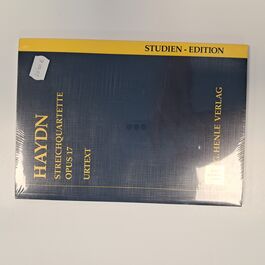 STUDIEN - EDITION
HAYDN
STREICHQUARTETTE
OPUS 17
URTEXT
HENLE VERLAG